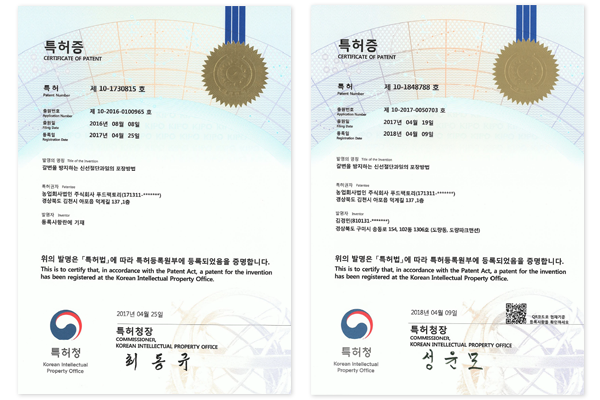 특허증
CERTIFICATE OF PATENT
특 허
Patent Number
제 10-1730815 호
출원번호
Application Number
제 10-2016-0100965 호
출원일
Filing Date
2016년 08월 08일
등록일
Registration Date
2017년 04월 25일
발명의 명칭 Title of the Invention
갈변을 방지하는 신선절단과일의 포장방법
특허권자 Patentee
농업회사법인 주식회사 푸드팩토리(171311-*******)
경상북도 김천시 아포읍 덕계길 137 ,1층
발명자 Inventor
등록사항란에 기재
위의 발명은 「특허법」에 따라 특허등록원부에 등록되었음을 증명합니다.
This is to certify that, in accordance with the Patent Act, a patent for the invention
has been registered at the Korean Intellectual Property Office.
2017년 04월 25일
특허청
Korean Intellectual
Property Office
특허청장
COMMISSIONER,
KOREAN INTELLECTUAL PROPERTY OFFICE
최동규
특허증
CERTIFICATE OF PATENT
특 허
Patent Number
제 10-1848788 호
출원번호
Application Number
제 10-2017-0050703 호
출원일
Filing Date
2017년 04월 19일
등록일
Registration Date
2018년 04월 09일
발명의 명칭 Title of the Invention
갈변을 방지하는 신선절단과일의 포장방법
특허권자 Patentee
농업회사법인 주식회사 푸드팩토리(171311-*******)
경상북도 김천시 아포읍 덕계길 137 ,1층
발명자 Inventor
김경민(810131-*******)
경상북도 구미시 송동로 154, 102동 1306호 (도량동, 도량파크맨션)
위의 발명은 「특허법」에 따라 특허등록원부에 등록되었음을 증명합니다.
This is to certify that, in accordance with the Patent Act, a patent for the invention
has been registered at the Korean Intellectual Property Office.
2018년 04월 09일
QR코드로 현재기준
등록사항을 확인하세요
특허청
Korean Intellectual
Property Office
특허청장
COMMISSIONER,
KOREAN INTELLECTUAL PROPERTY OFFICE
성윤모